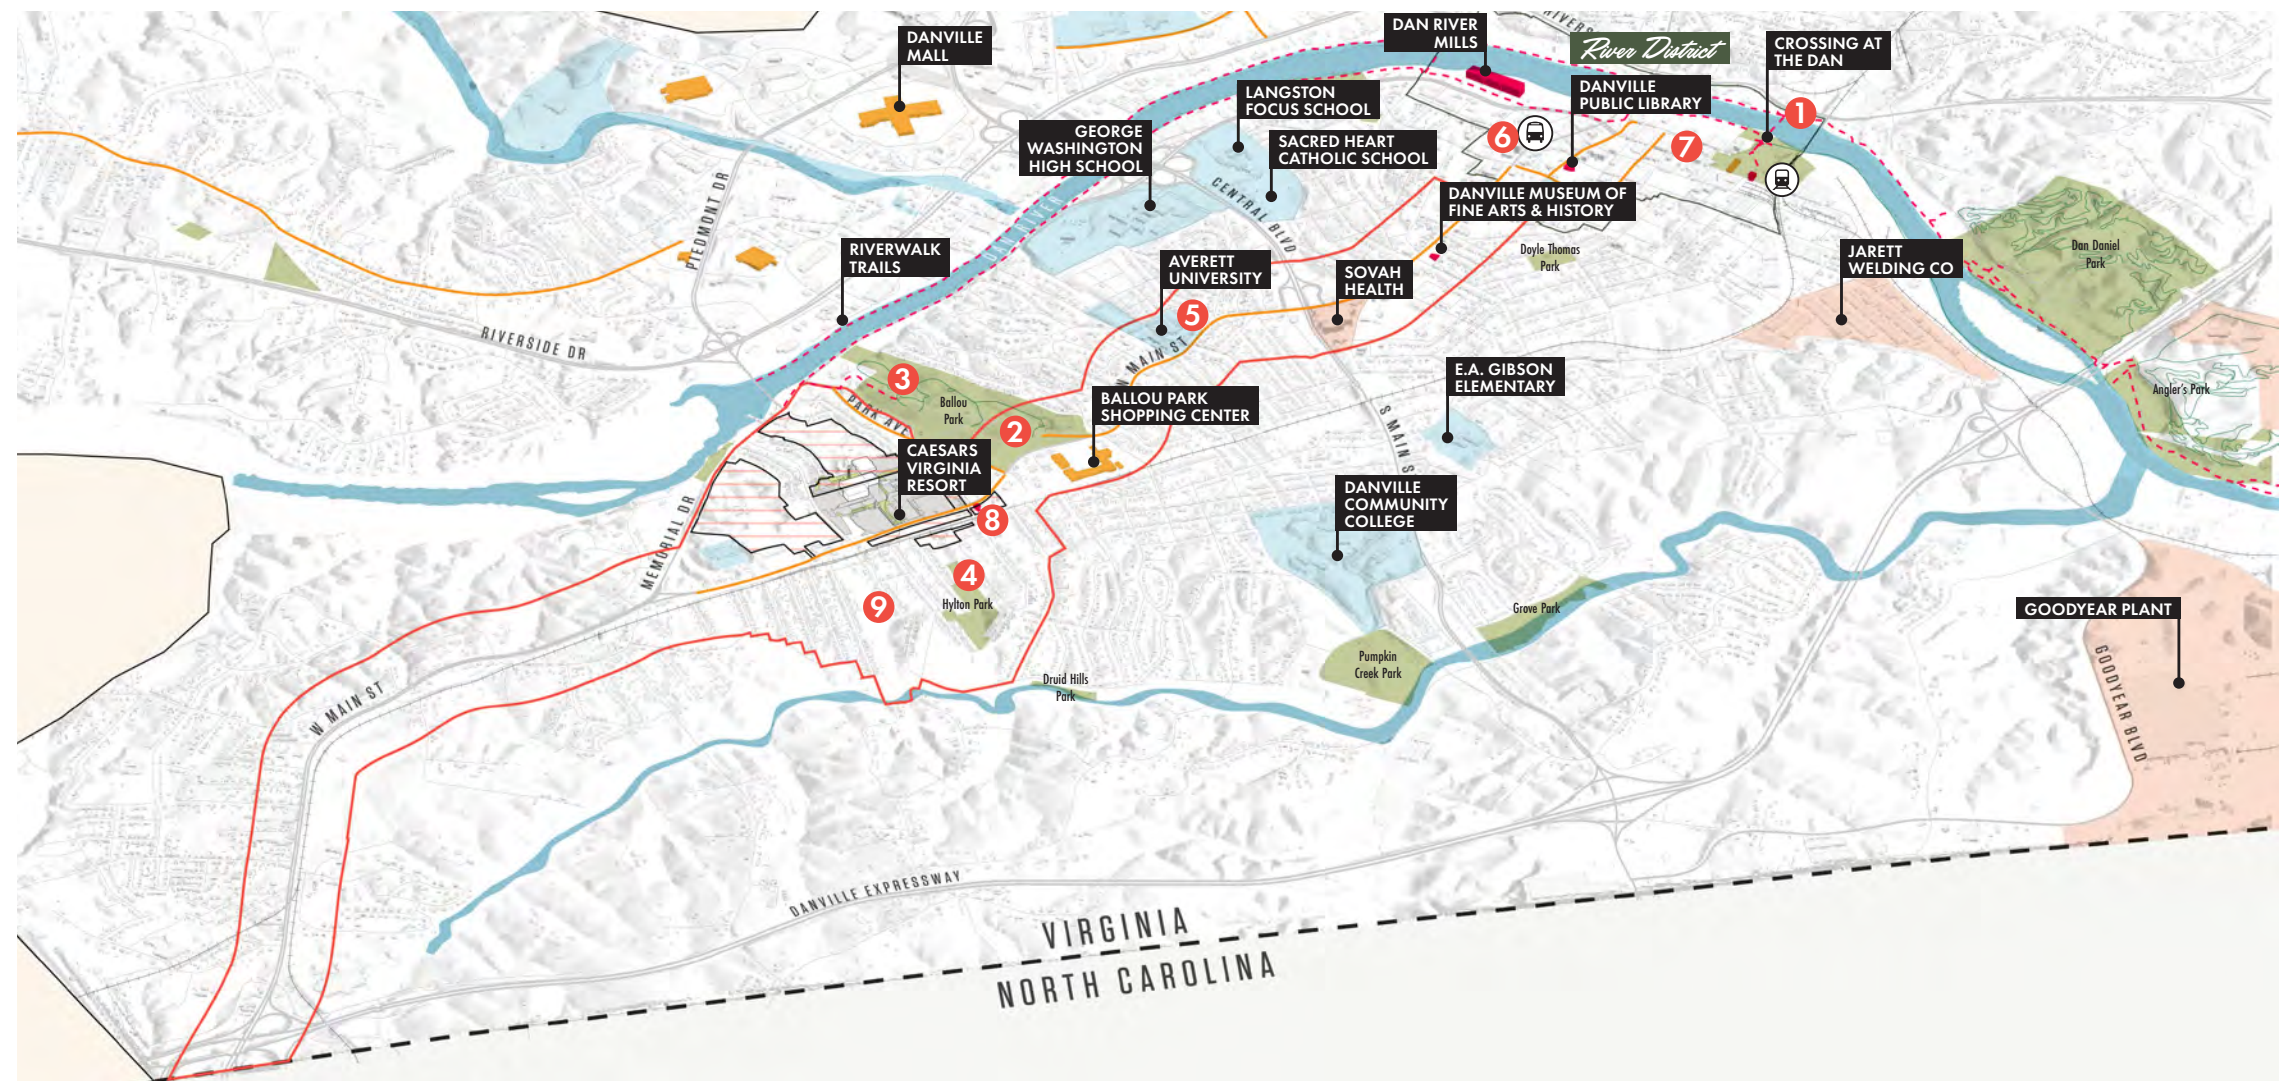 DANVILLE
MALL
DAN RIVER
MILLS
River District
CROSSING AT
THE DAN
LANGSTON
FOCUS SCHOOL
DANVILLE
PUBLIC LIBRARY
1
GEORGE
WASHINGTON
HIGH SCHOOL
SACRED HEART
CATHOLIC SCHOOL
6
7
PIEDMONT DR
CENTRAL BLVD
DANVILLE MUSEUM OF
FINE ARTS & HISTORY
RIVERWALK
TRAILS
AVERETT
UNIVERSITY
SOVAH
HEALTH
Doyle Thomas
Park
JARETT
WELDING CO
Dan Daniel
Park
RIVERSIDE DR
5
W MAIN ST
3
Ballou
Park
PARK AVE
2
BALLOU PARK
SHOPPING CENTER
E.A. GIBSON
ELEMENTARY
Angler's Park
S MAIN S
CAESARS
VIRGINIA
RESORT
8
DANVILLE
COMMUNITY
COLLEGE
MEMORIAL DR
4
9
Hylton Park
Grove Park
GOODYEAR PLANT
Pumpkin
Creek Park
Druid Hills
Park
GOODYEAR BLVD
W MAIN ST
DANVILLE EXPRESSWAY
VIRGINIA
NORTH CAROLINA